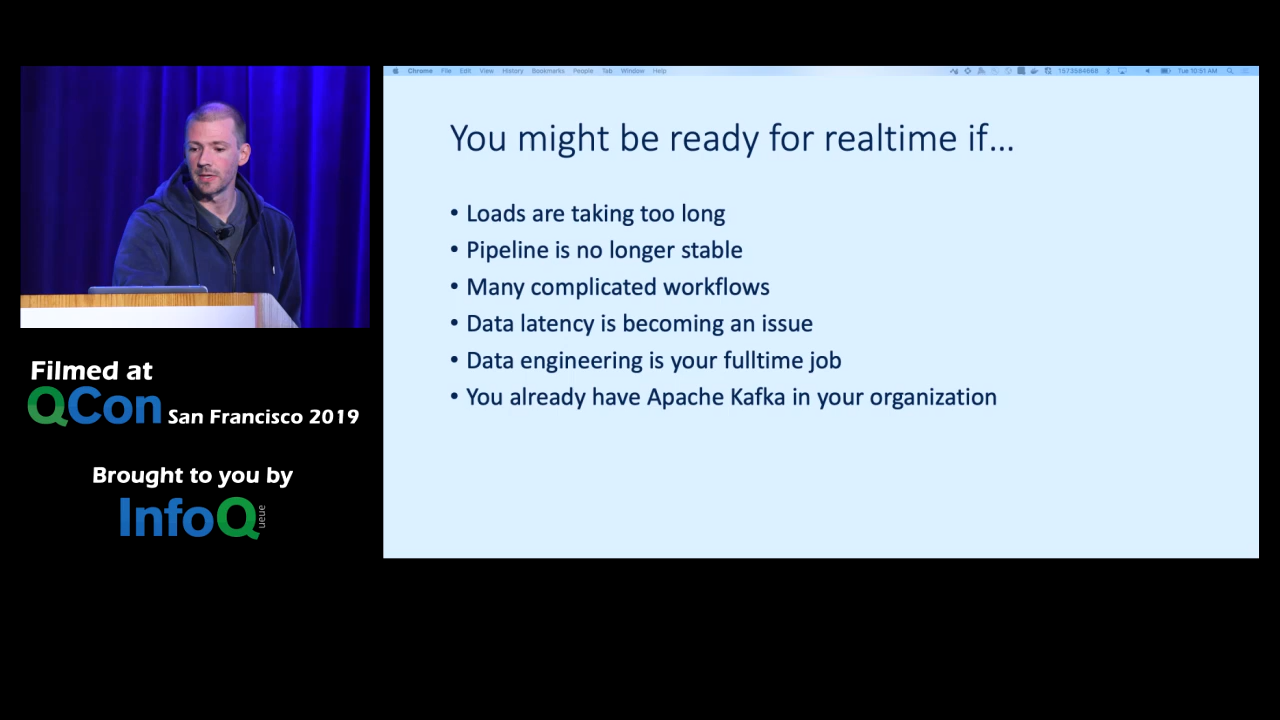 Chrome File Edit View History Bookmarks People Tab Window Help
1573584668
Tue 10:51 AM
You might be ready for realtime if...
• Loads are taking too long
• Pipeline is no longer stable
• Many complicated workflows
• Data latency is becoming an issue
• Data engineering is your fulltime job
• You already have Apache Kafka in your organization
Filmed at
QCon San Francisco 2019
Brought to you by
InfoQ
ueue